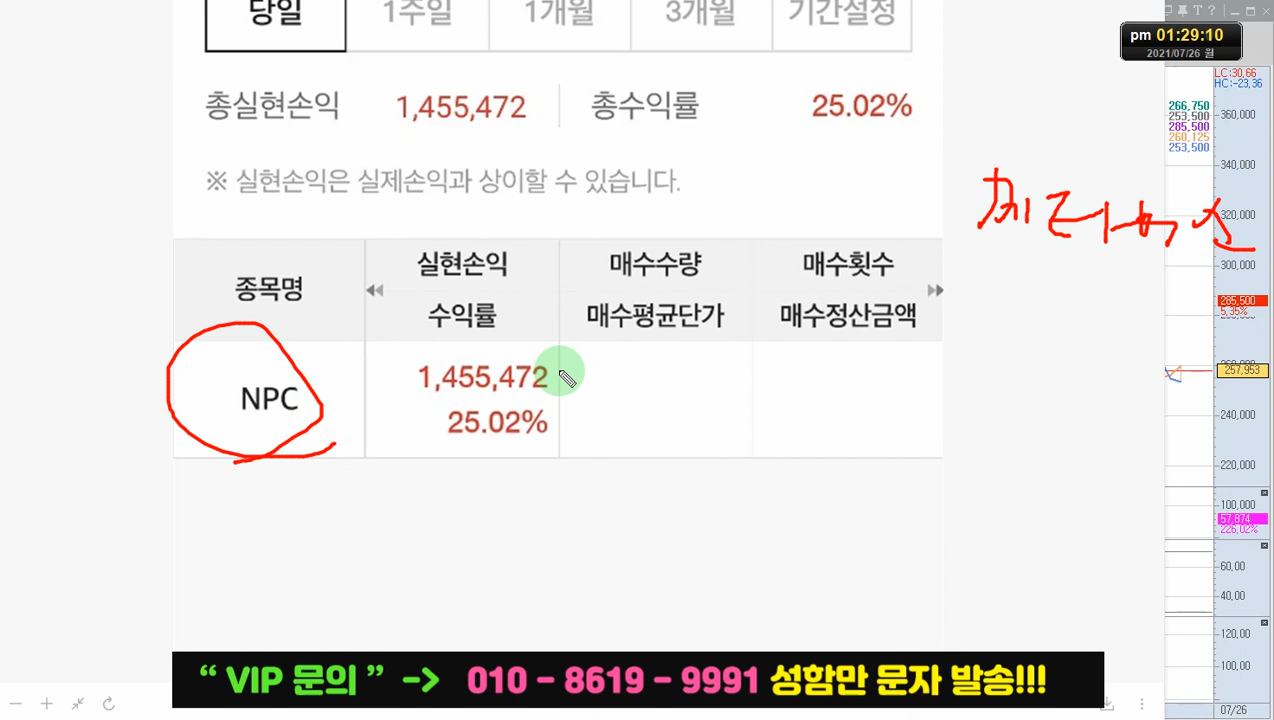 당일 1주일 1개월 3개월 기간설정
pm 01:29:10
2021/07/26 월
LC:30,66
HC:-23,36
총실현손익 1,455,472 총수익률 25.02%
266,750
253,500
285,500
260,125
253,500
360,000
340,000
320,000
300,000
285,500
5,35%
257,953
240,000
220,000
※ 실현손익은 실제손익과 상이할 수 있습니다.
종목명 실현손익 매수수량 매수횟수
수익률 매수평균단가 매수정산금액
NPC 1,455,472
25.02%
100,000
57,874
226,02%
60,00
40,00
120,00
100,00
07/26
“ VIP 문의 ” -> 010 - 8619 - 9991 성함만 문자 발송!!!